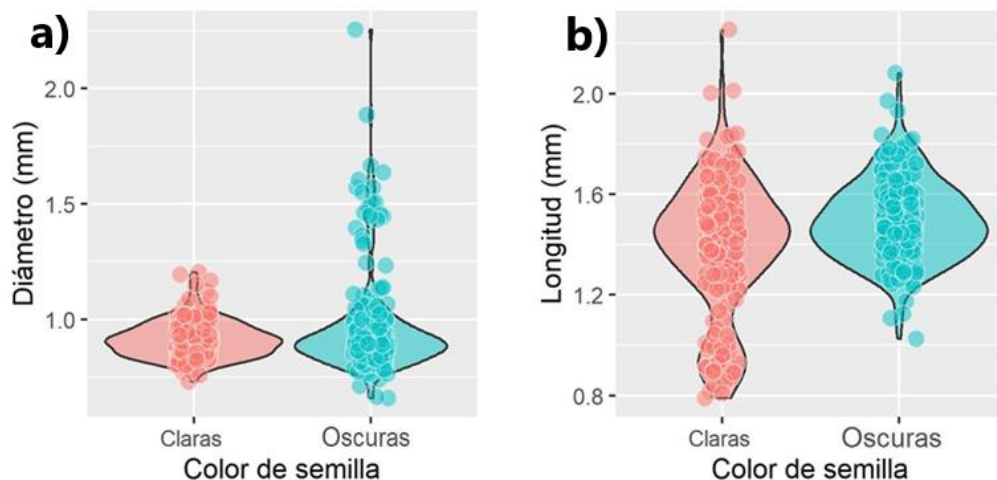 a)
Diámetro (mm)
2.0
1.5
1.0
Claras
Oscuras
Color de semilla
b)
Longitud (mm)
2.0
1.6
1.2
0.8
Claras
Oscuras
Color de semilla